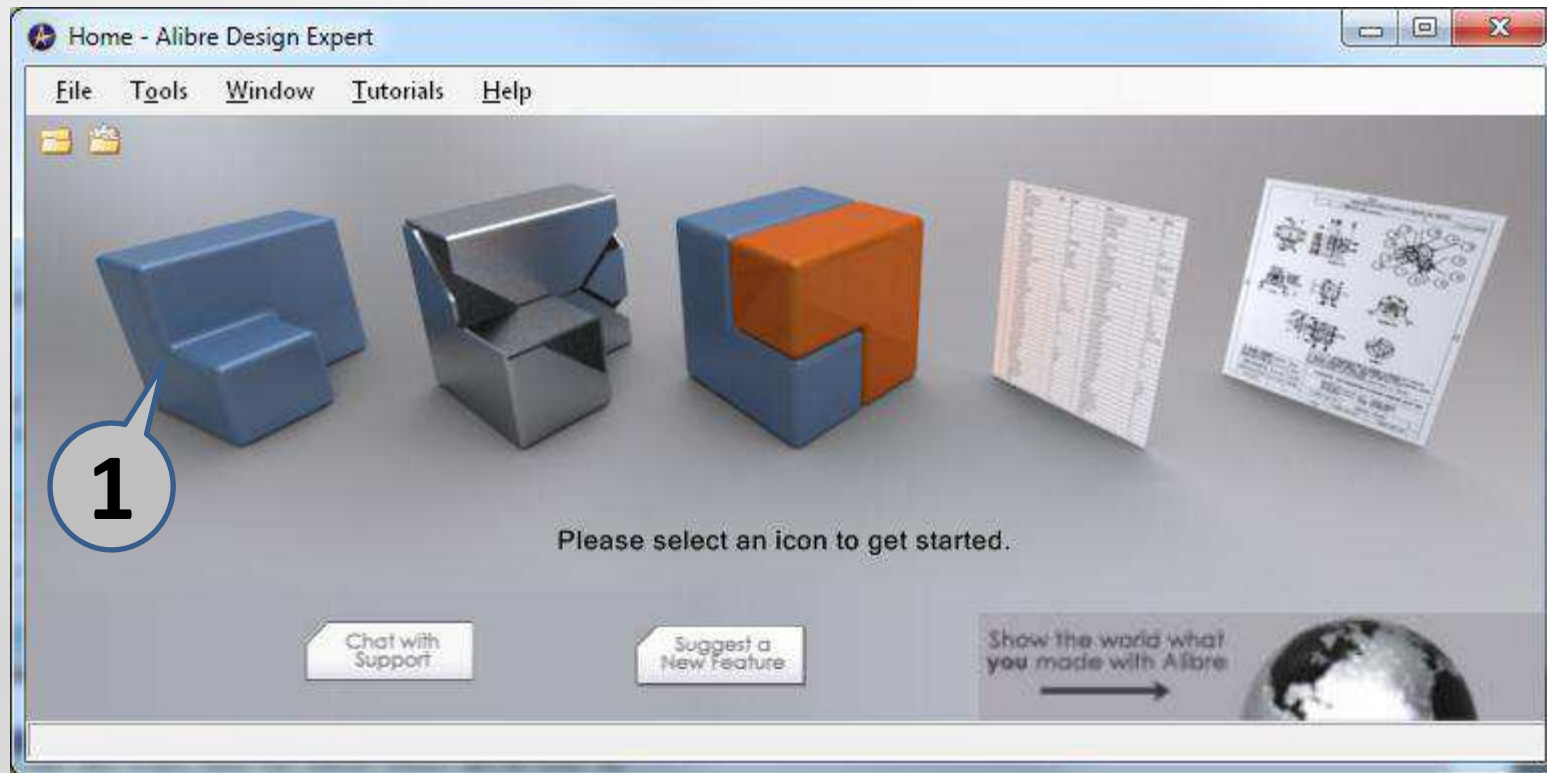 Home - Alibre Design Expert
File Tools Window Tutorials Help
1
Please select an icon to get started.
Chat with
Support
Suggest a
New Feature
Show the world what
you made with Alibre